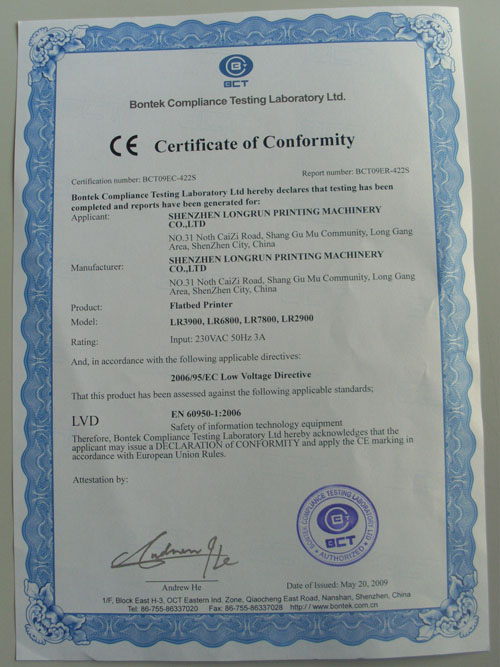 BCT
Bontek Compliance Testing Laboratory Ltd.
CE Certificate of Conformity
Certification number: BCT09EC-422S Report number: BCT09ER-422S
Bontek Compliance Testing Laboratory Ltd hereby declares that testing has been
completed and reports have been generated for:
Applicant: SHENZHEN LONGRUN PRINTING MACHINERY
CO.,LTD
NO.31 Noth CaiZi Road, Shang Gu Mu Community, Long Gang
Area, ShenZhen City, China
Manufacturer: SHENZHEN LONGRUN PRINTING MACHINERY
CO.,LTD
NO.31 Noth CaiZi Road, Shang Gu Mu Community, Long Gang
Area, ShenZhen City, China
Product: Flatbed Printer
Model: LR3900, LR6800, LR7800, LR2900
Rating: Input: 230VAC 50Hz 3A
And, in accordance with the following applicable directives:
2006/95/EC Low Voltage Directive
That this product has been assessed against the following applicable standards;
LVD EN 60950-1:2006
Safety of information technology equipment
Therefore, Bontek Compliance Testing Laboratory Ltd hereby acknowledges that the
applicant may issue a DECLARATION of CONFORMITY and apply the CE marking in
accordance with European Union Rules.
Attestation by:
BONTEK COMPLIANCE TESTING LABORATORY LTD
BCT
AUTHORIZED
Andrew He
Andrew He
Date of Issued: May 20, 2009
1/F, Block East H-3, OCT Eastern Ind. Zone, Qiaocheng East Road, Nanshan, Shenzhen, China
Tel: 86-755-86337020 Fax: 86-755-86337028 http://www.bontek.com.cn